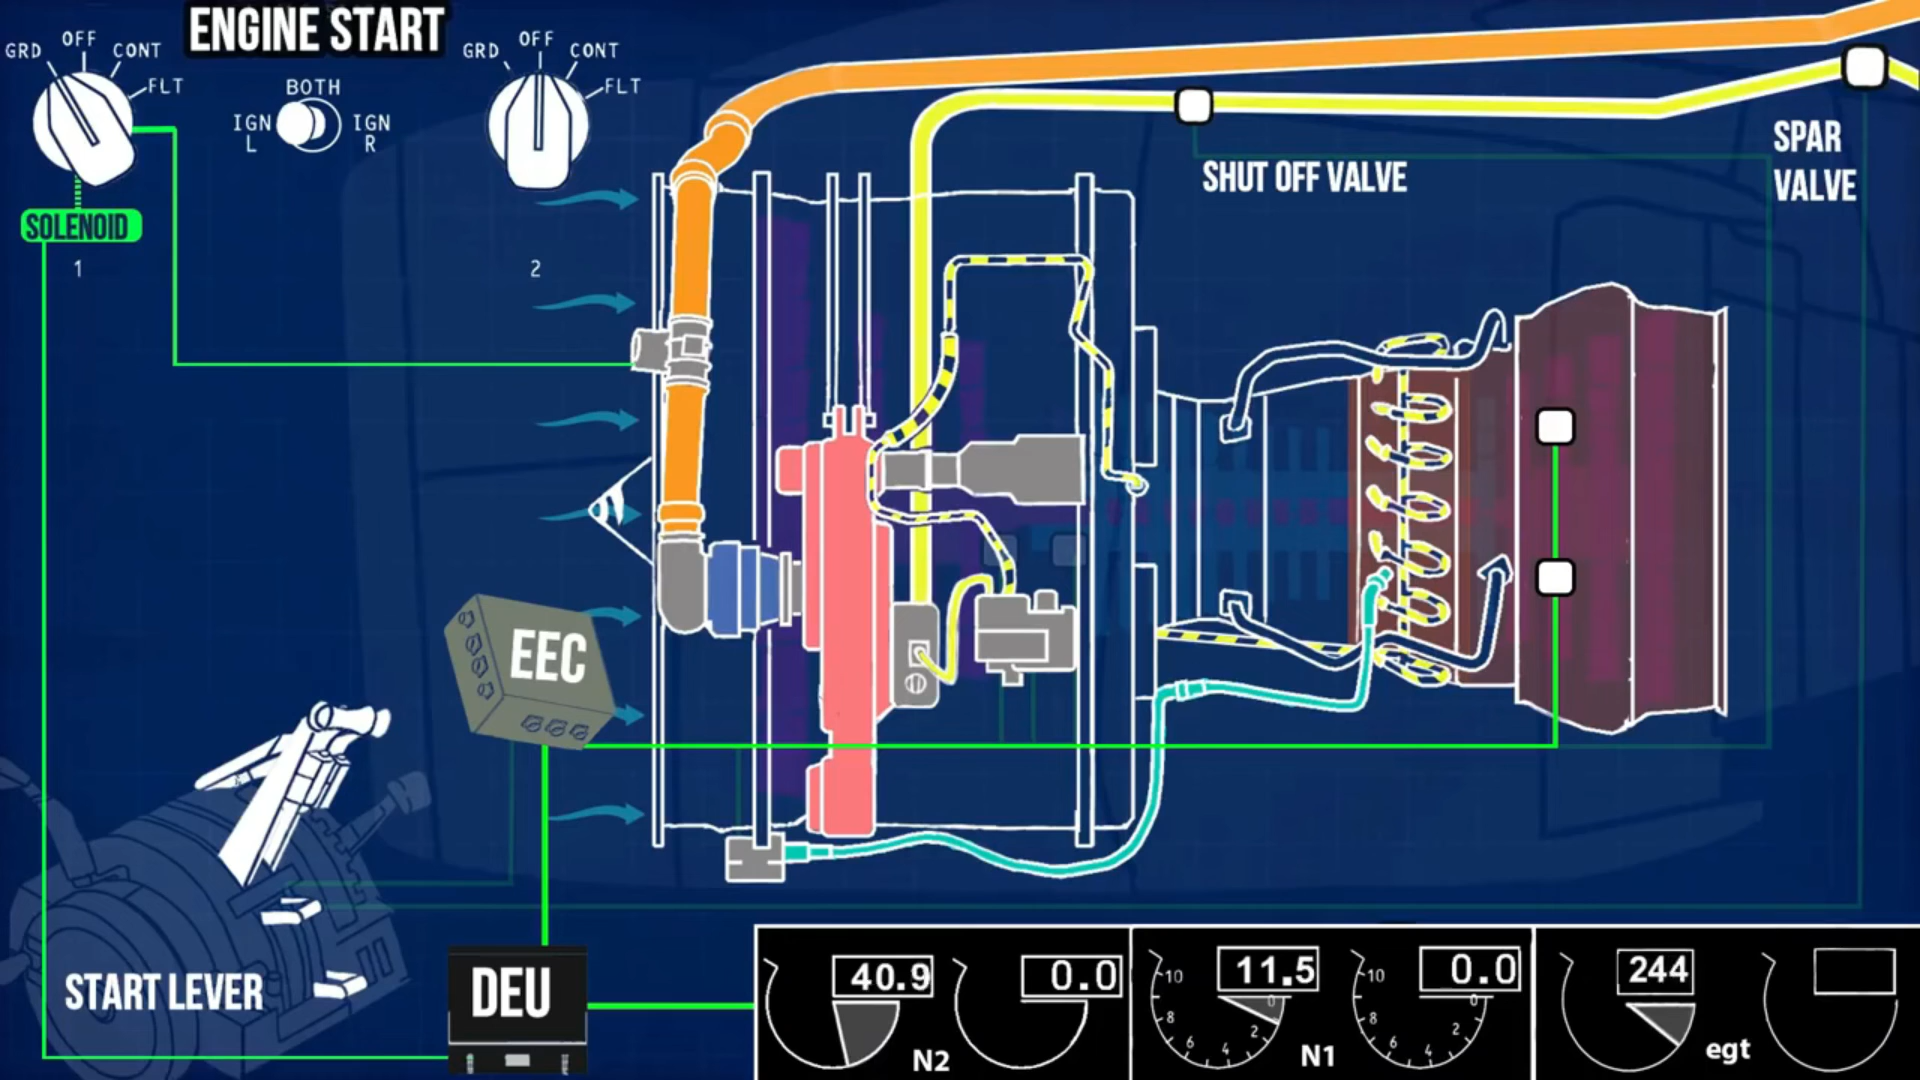 ENGINE START
GRD OFF CONT FLT
BOTH
IGN L
IGN R
GRD OFF CONT FLT
SOLENOID
1
2
SHUT OFF VALVE
SPAR
VALVE
EEC
START LEVER
DEU
40.9
0.0
N2
10 8 6 4 2 0
11.5
10 8 6 4 2 0
0.0
N1
244
egt